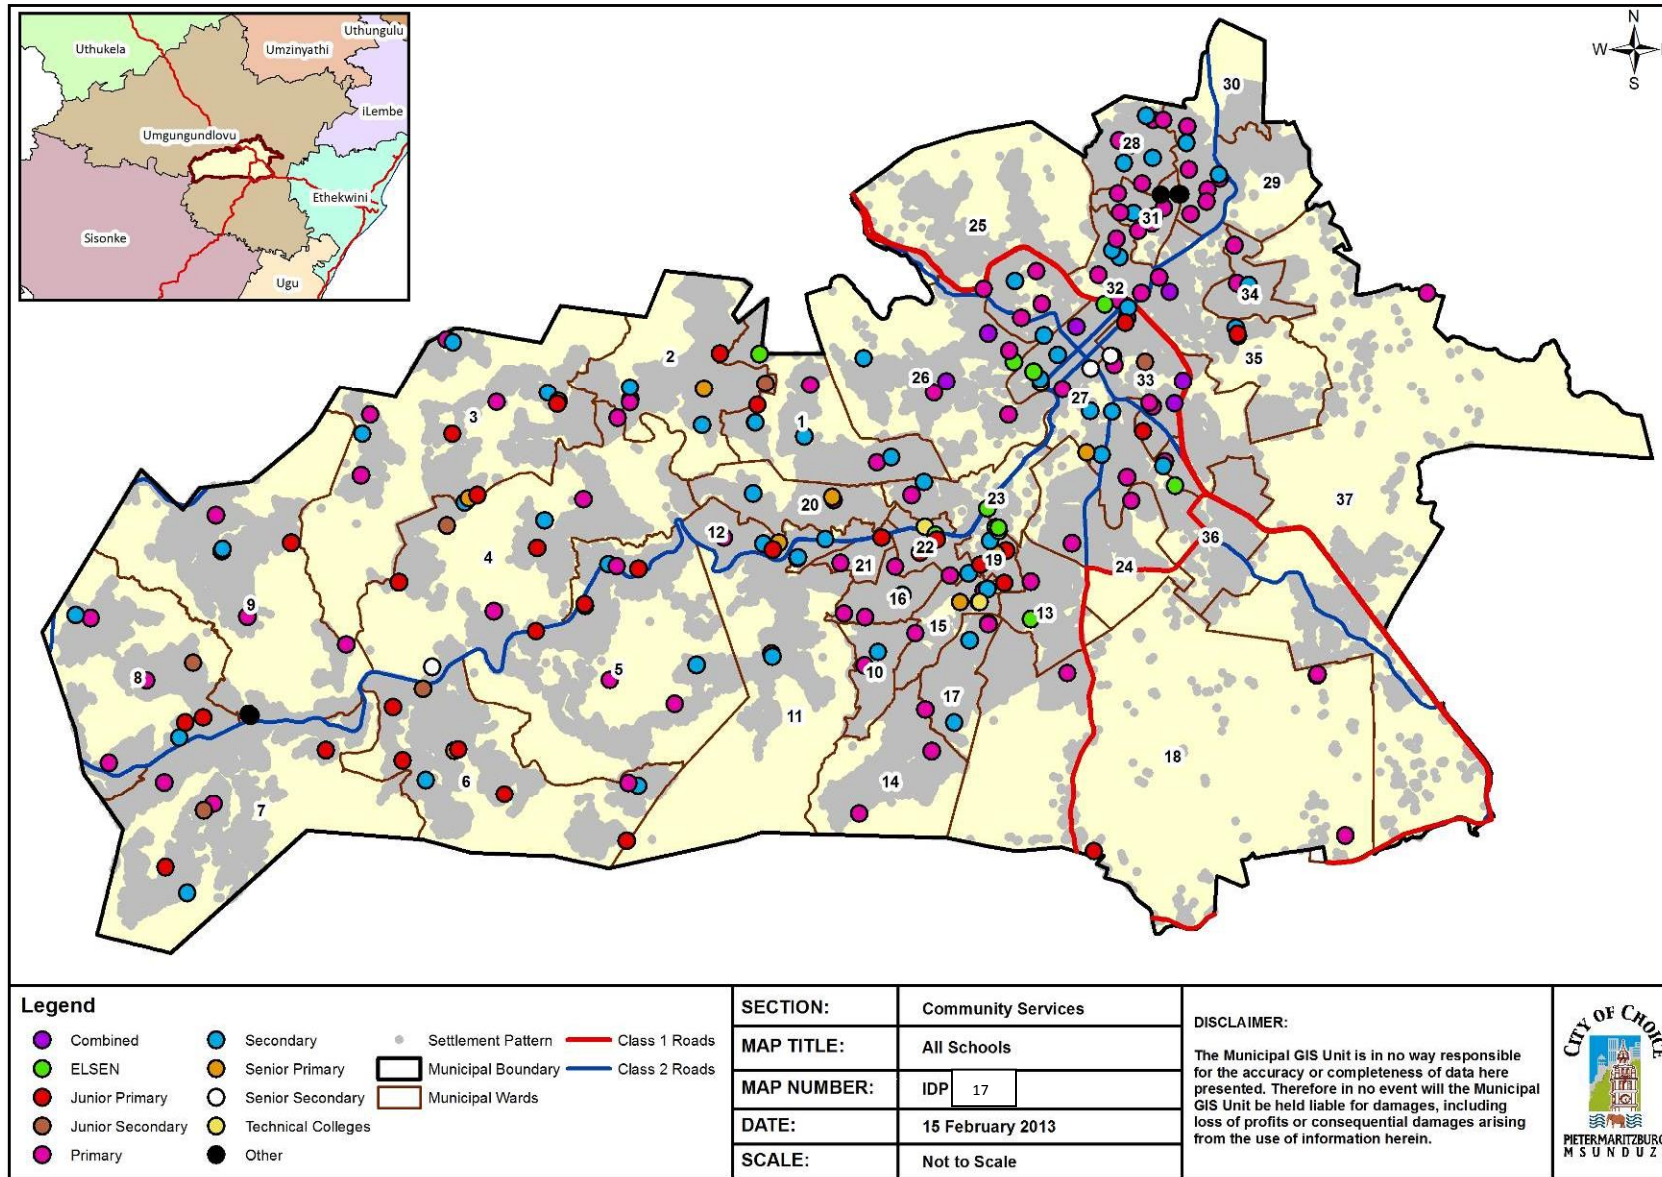 Uthukela
Umzinyathi
Uthungulu
iLembe
Umgungundlovu
Ethekwini
Sisonke
Ugu
N
W
S
30
28
29
25
31
32
34
35
2
26
33
27
3
1
37
20
23
12
22
36
4
21
19
24
16
13
9
15
5
8
10
17
11
18
14
6
7
Legend
Combined
ELSEN
Junior Primary
Junior Secondary
Primary
Secondary
Senior Primary
Senior Secondary
Technical Colleges
Other
Settlement Pattern
Municipal Boundary
Municipal Wards
Class 1 Roads
Class 2 Roads
SECTION: Community Services
MAP TITLE: All Schools
MAP NUMBER: IDP 17
DATE: 15 February 2013
SCALE: Not to Scale
DISCLAIMER:
The Municipal GIS Unit is in no way responsible
for the accuracy or completeness of data here
presented. Therefore in no event will the Municipal
GIS Unit be held liable for damages, including
loss of profits or consequential damages arising
from the use of information herein.
CITY OF CHOICE
PIETERMARITZBURG
MSUNDUZ